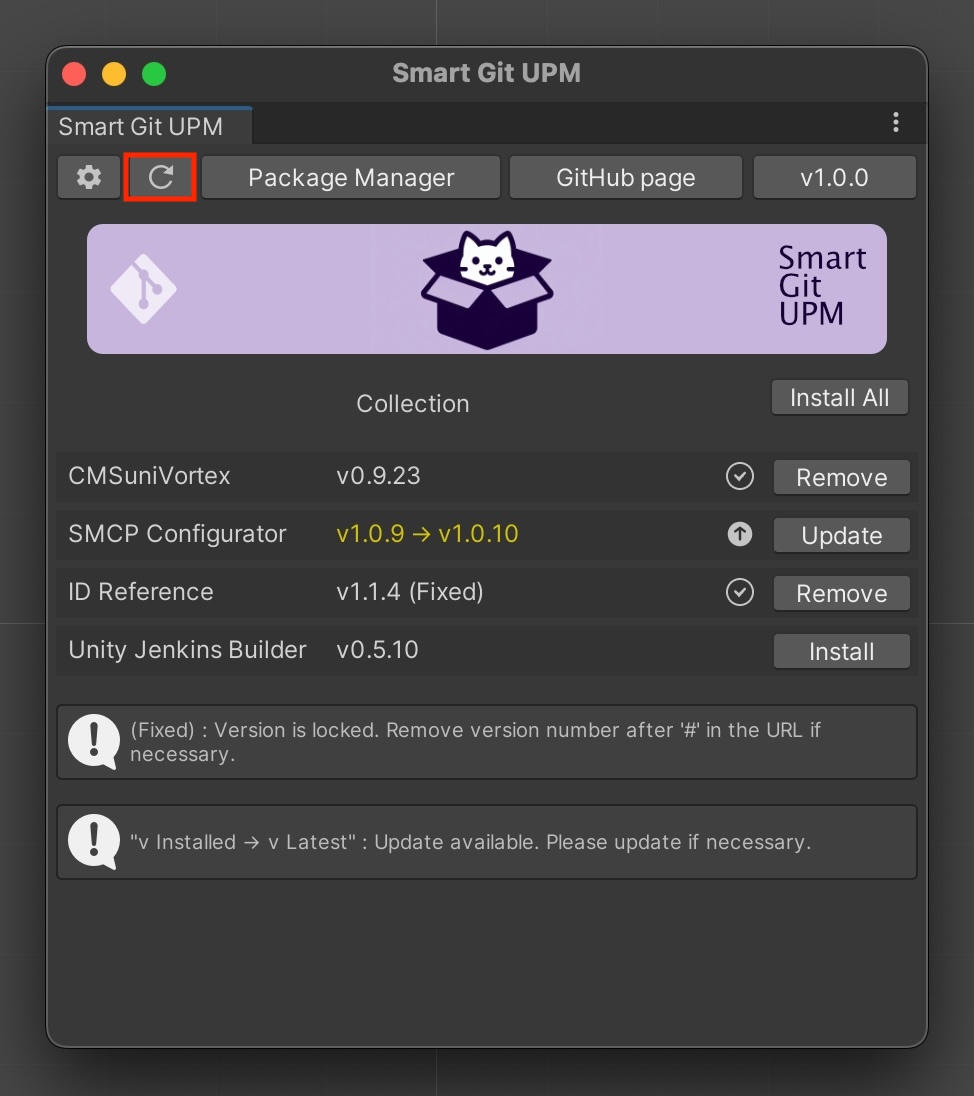 Smart Git UPM
Smart Git UPM
Package Manager
GitHub page
v1.0.0
Smart
Git
UPM
Collection
Install All
CMSuniVortex v0.9.23 Remove
SMCP Configurator v1.0.9 → v1.0.10 Update
ID Reference v1.1.4 (Fixed) Remove
Unity Jenkins Builder v0.5.10 Install
(Fixed) : Version is locked. Remove version number after '#' in the URL if
necessary.
"v Installed → v Latest" : Update available. Please update if necessary.